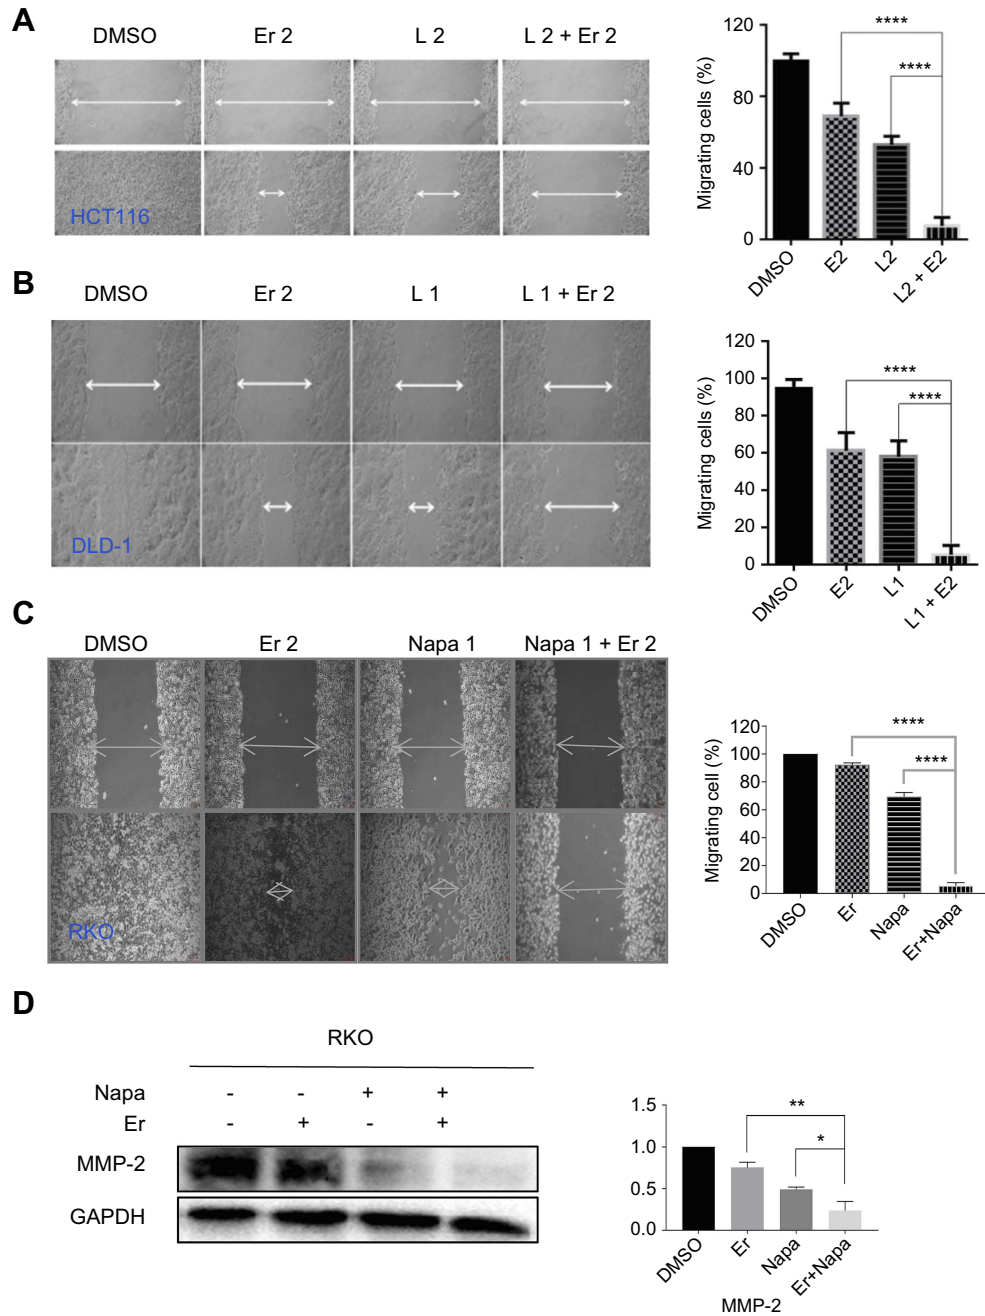 A
DMSO Er 2 L 2 L 2 + Er 2
HCT116
Migrating cells (%)
120
80
40
0
****
****
DMSO E2 L2 L2 + E2
B
DMSO Er 2 L 1 L 1 + Er 2
DLD-1
Migrating cells (%)
120
100
80
60
40
20
0
****
****
DMSO E2 L1 L1 + E2
C
DMSO Er 2 Napa 1 Napa 1 + Er 2
RKO
Migrating cell (%)
120
100
80
60
40
20
0
****
****
DMSO Er Napa Er+Napa
D
RKO
Napa - - + +
Er - + - +
MMP-2
GAPDH
1.5
1.0
0.5
0.0
**
*
DMSO Er Napa Er+Napa
MMP-2